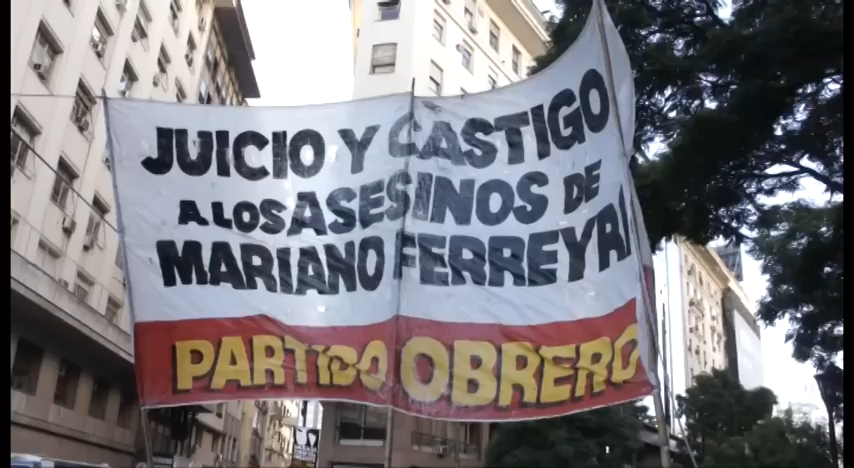 JUICIO Y CASTIGO
A LOS ASESINOS DE
MARIANO FERREYRA
PARTIDO OBRERO